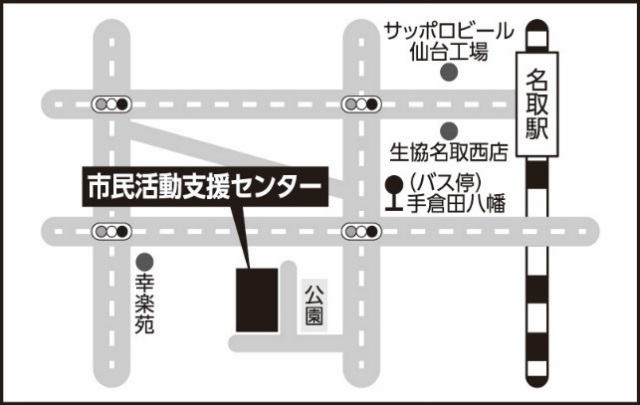 サッポロビール
仙台工場
名取駅
生協名取西店
市民活動支援センター
(バス停)
手倉田八幡
幸楽苑
公園